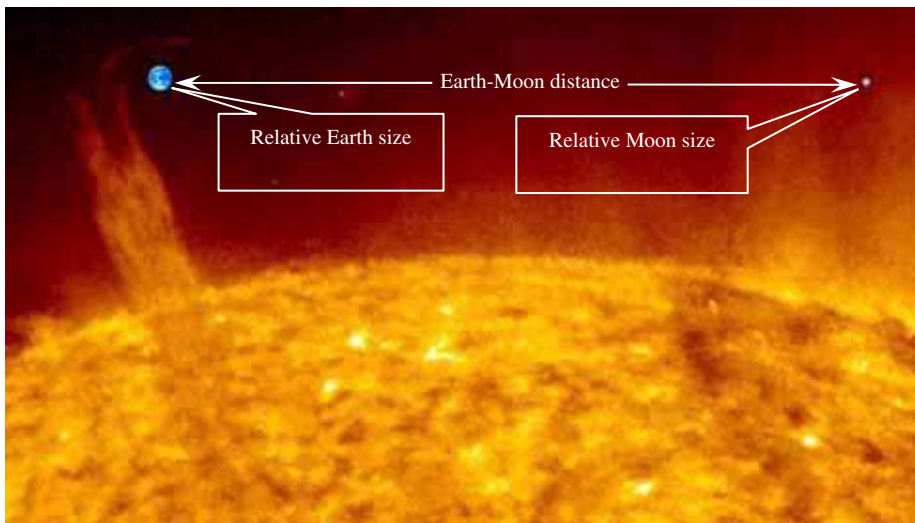 Earth-Moon distance
Relative Earth size
Relative Moon size